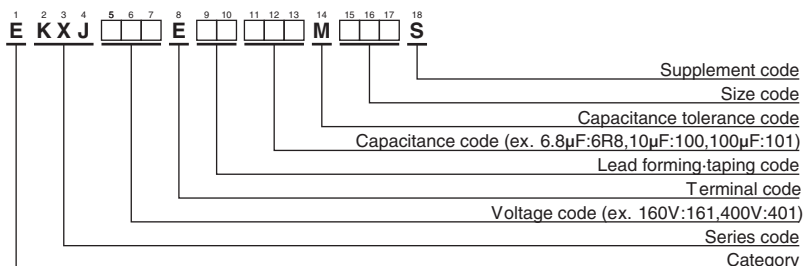 1 2 3 4 5 6 7 8 9 10 11 12 13 14 15 16 17 18
E K X J E M S
Supplement code
Size code
Capacitance tolerance code
Capacitance code (ex. 6.8µF:6R8,10µF:100,100µF:101)
Lead forming·taping code
Terminal code
Voltage code (ex. 160V:161,400V:401)
Series code
Category